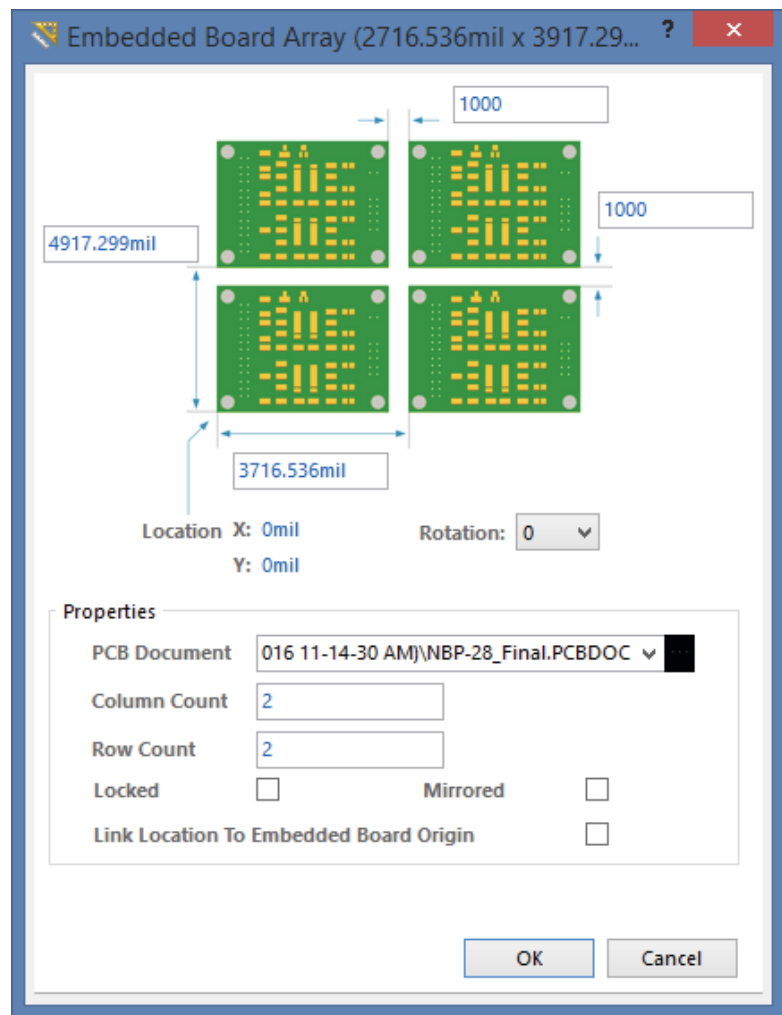 Embedded Board Array (2716.536mil x 3917.29... ? ×
1000
1000
4917.299mil
3716.536mil
Location X: 0mil Rotation: 0
Y: 0mil
Properties
PCB Document 016 11-14-30 AM)\NBP-28_Final.PCBDOC ...
Column Count 2
Row Count 2
Locked Mirrored
Link Location To Embedded Board Origin
OK Cancel